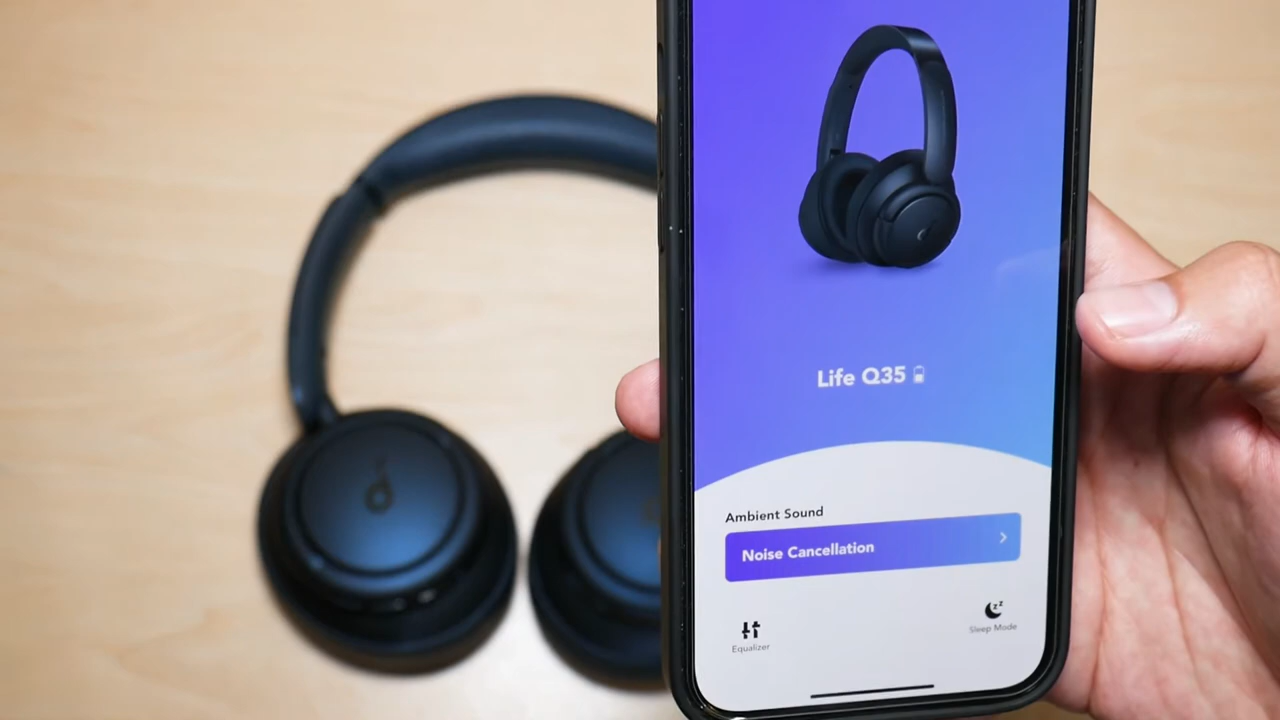 Life Q35
Ambient Sound
Noise Cancellation
Equalizer
Sleep Mode